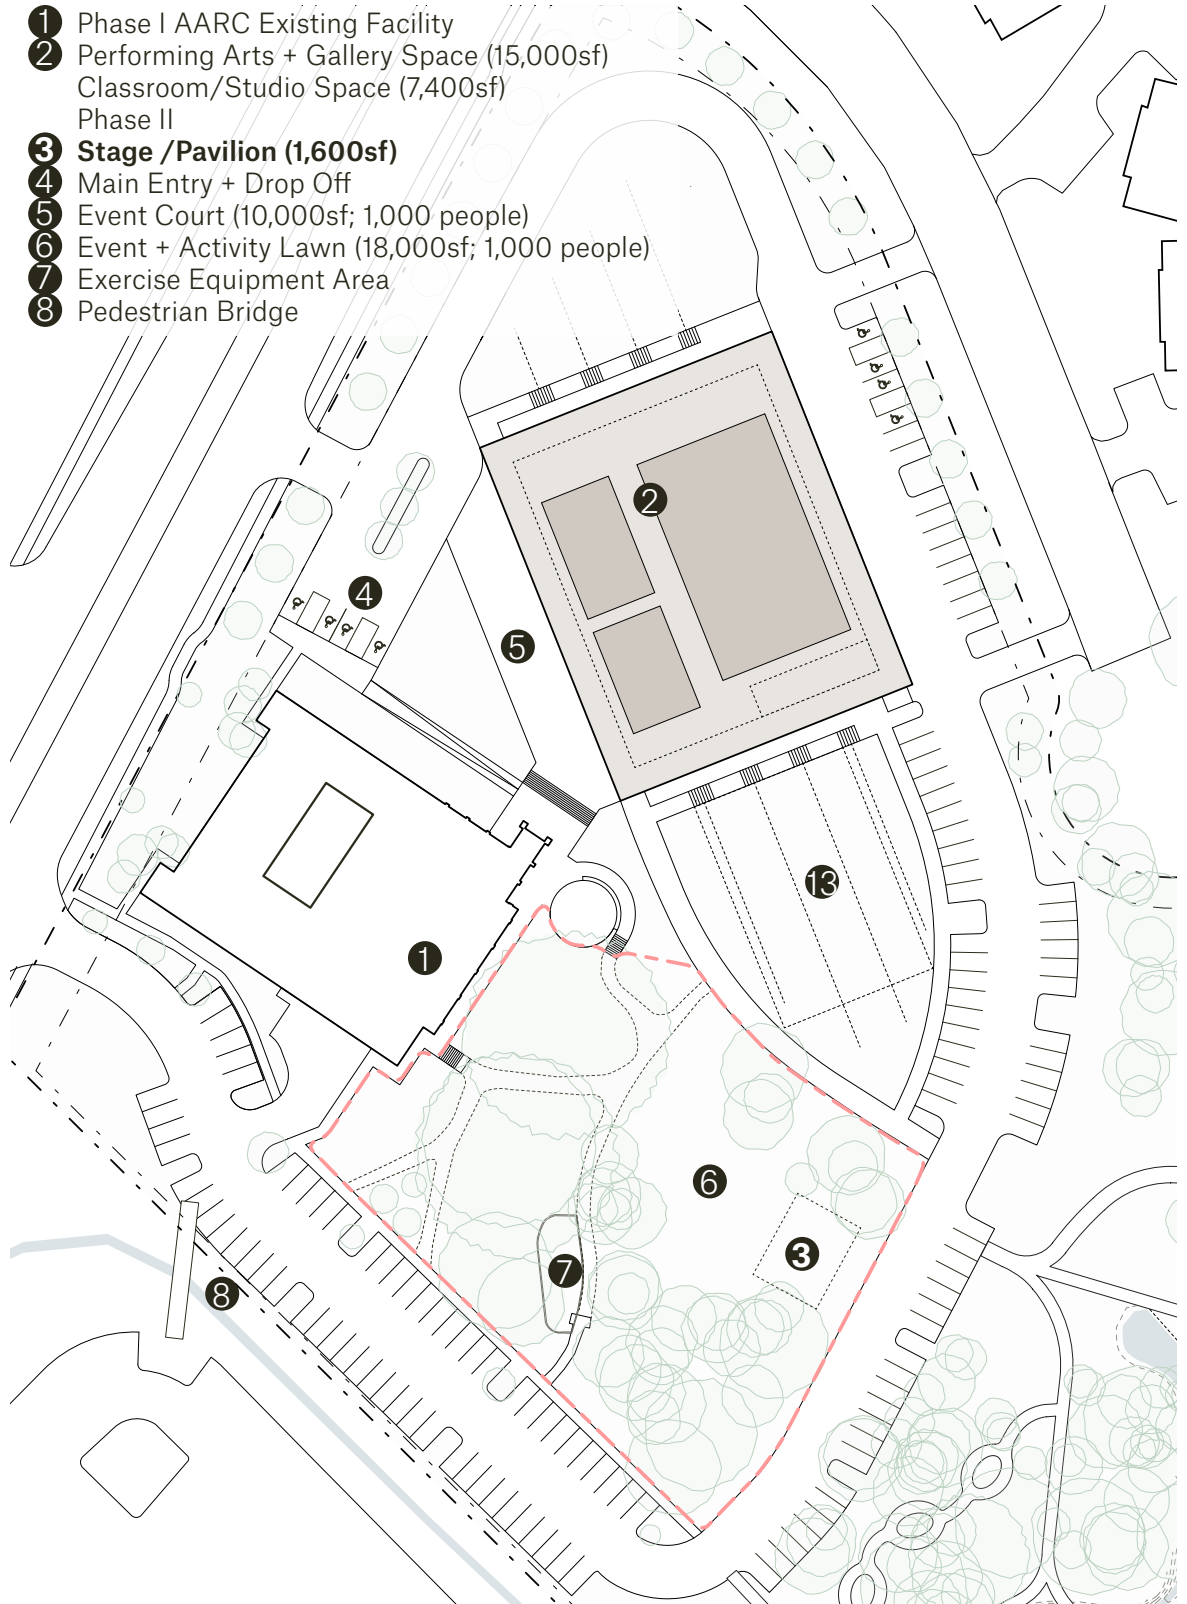 1 Phase I AARC Existing Facility
2 Performing Arts + Gallery Space (15,000sf)
Classroom/Studio Space (7,400sf)
Phase II
3 Stage /Pavilion (1,600sf)
4 Main Entry + Drop Off
5 Event Court (10,000sf; 1,000 people)
6 Event + Activity Lawn (18,000sf; 1,000 people)
7 Exercise Equipment Area
8 Pedestrian Bridge
2
4
5
13
1
6
3
7
8